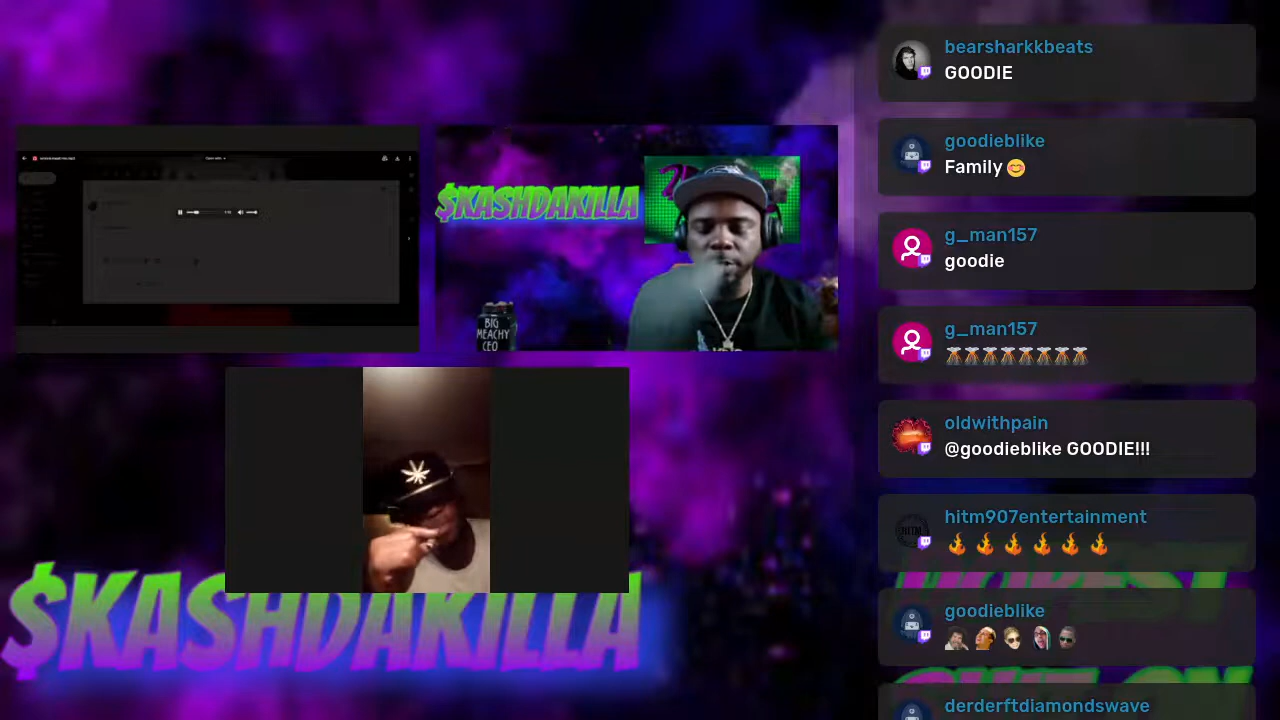 $KASHDAKILLA
BIG
MEACHY
CEO
$KASHDAKILLA
bearsharkkbeats
GOODIE
goodieblike
Family 😊
g_man157
goodie
g_man157
oldwithpain
@goodieblike GOODIE!!!
hitm907entertainment
🔥 🔥 🔥 🔥 🔥 🔥
goodieblike
derderftdiamondswave